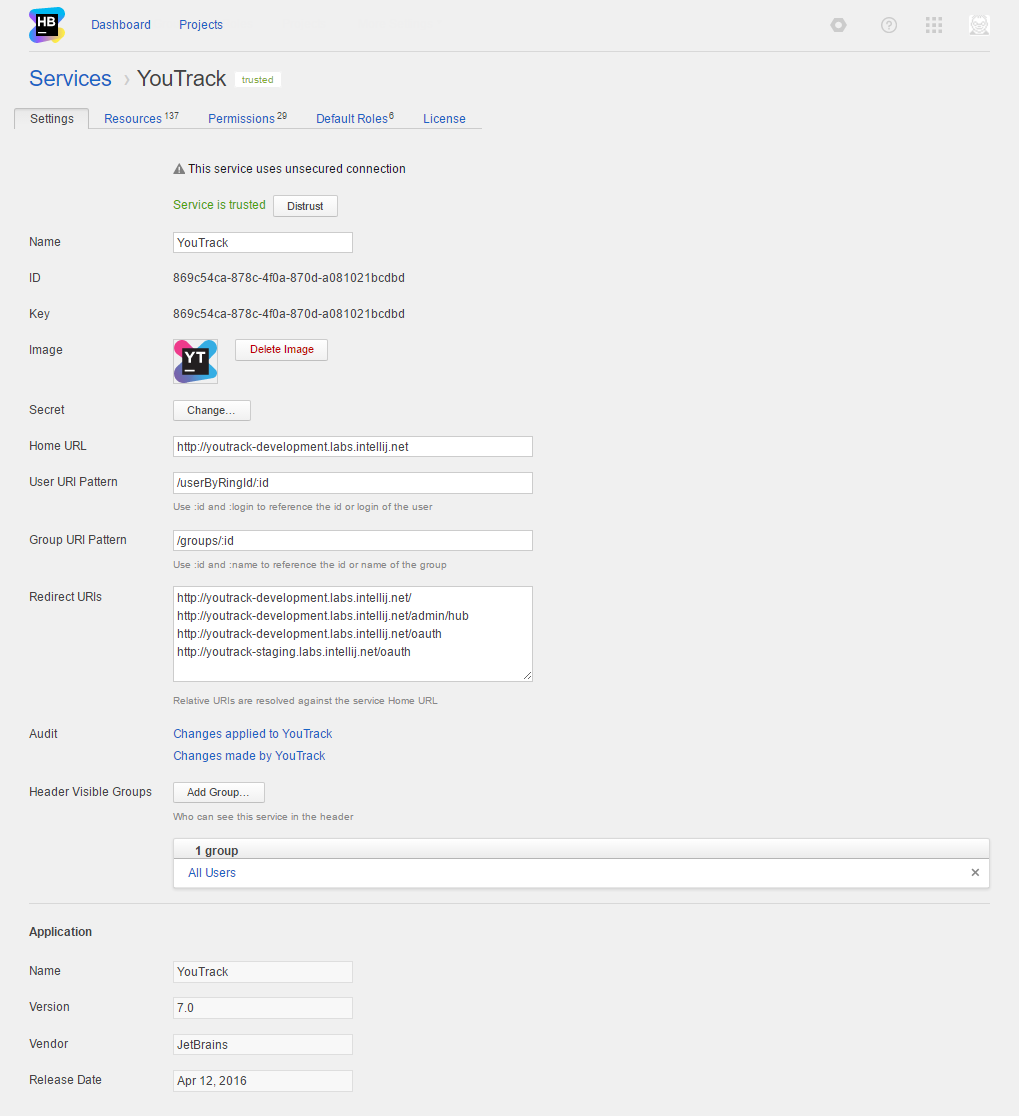 HB
Dashboard Projects
Services › YouTrack trusted
Settings Resources 137 Permissions 29 Default Roles 6 License
This service uses unsecured connection
Service is trusted Distrust
Name YouTrack
ID 869c54ca-878c-4f0a-870d-a081021bcdbd
Key 869c54ca-878c-4f0a-870d-a081021bcdbd
Image YT Delete Image
Secret Change...
Home URL http://youtrack-development.labs.intellij.net
User URI Pattern /userByRingId/:id
Use :id and :login to reference the id or login of the user
Group URI Pattern /groups/:id
Use :id and :name to reference the id or name of the group
Redirect URIs http://youtrack-development.labs.intellij.net/
http://youtrack-development.labs.intellij.net/admin/hub
http://youtrack-development.labs.intellij.net/oauth
http://youtrack-staging.labs.intellij.net/oauth
Relative URIs are resolved against the service Home URL
Audit Changes applied to YouTrack
Changes made by YouTrack
Header Visible Groups Add Group...
Who can see this service in the header
1 group
All Users ×
Application
Name YouTrack
Version 7.0
Vendor JetBrains
Release Date Apr 12, 2016